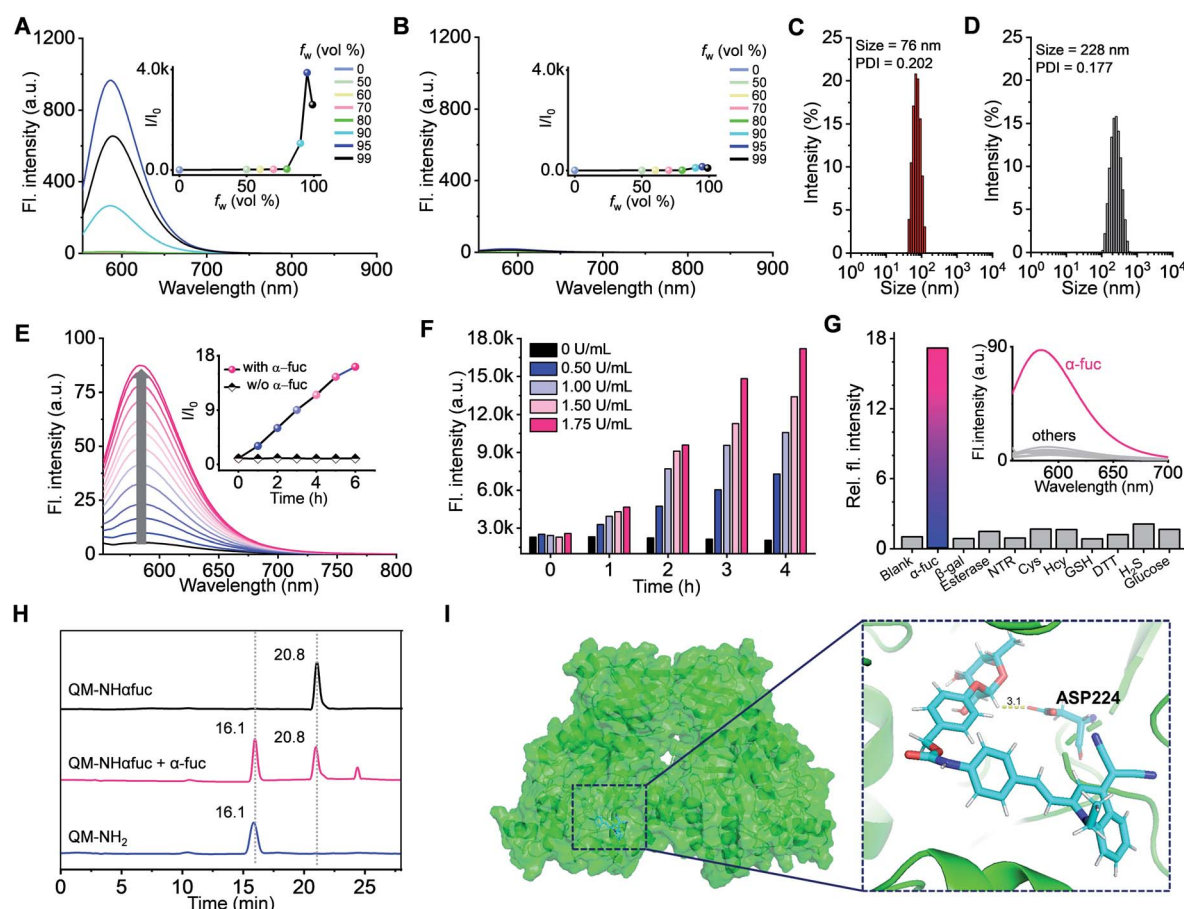 A
1200
1000
800
600
400
200
0
Fl. intensity (a.u.)
600 700 800 900
Wavelength (nm)
4.0k
0.0
I/I0
0 50 100
fw (vol %)
fw (vol %)
0
50
60
70
80
90
95
99
B
1200
1000
800
600
400
200
0
Fl. intensity (a.u.)
600 700 800 900
Wavelength (nm)
4.0k
0.0
I/I0
0 50 100
fw (vol %)
fw (vol %)
0
50
60
70
80
90
95
99
C
Size = 76 nm
PDI = 0.202
25
20
15
10
5
0
Intensity (%)
10^0 10^1 10^2 10^3 10^4
Size (nm)
D
Size = 228 nm
PDI = 0.177
25
20
15
10
5
0
Intensity (%)
10^0 10^1 10^2 10^3 10^4
Size (nm)
E
100
75
50
25
0
Fl. intensity (a.u.)
600 650 700 750 800
Wavelength (nm)
18
9
0
I/I0
with α-fuc
w/o α-fuc
0 2 4 6
Time (h)
F
18.0k
15.0k
12.0k
9.0k
6.0k
3.0k
Fl. intensity (a.u.)
0 U/mL
0.50 U/mL
1.00 U/mL
1.50 U/mL
1.75 U/mL
0 1 2 3 4
Time (h)
G
18
12
6
0
Rel. fl. intensity
Blank
α-fuc
β-gal
Esterase
NTR
Cys
Hcy
GSH
DTT
H2S
Glucose
90
0
Fl.intensity (a.u.)
α-fuc
others
600 650 700
Wavelength (nm)
H
20.8
QM-NHαfuc
16.1
20.8
QM-NHαfuc + α-fuc
16.1
QM-NH2
0 5 10 15 20 25
Time (min)
I
3.1
ASP224